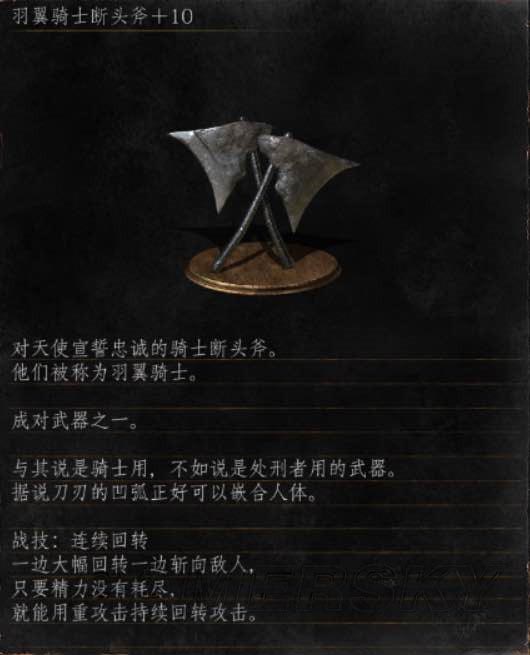 羽翼骑士断头斧＋10
对天使宣誓忠诚的骑士断头斧。
他们被称为羽翼骑士。
成对武器之一。
与其说是骑士用，不如说是处刑者用的武器。
据说刀刃的凹弧正好可以嵌合人体。
战技：连续回转
一边大幅回转一边斩向敌人，
只要精力没有耗尽，
就能用重攻击持续回转攻击。